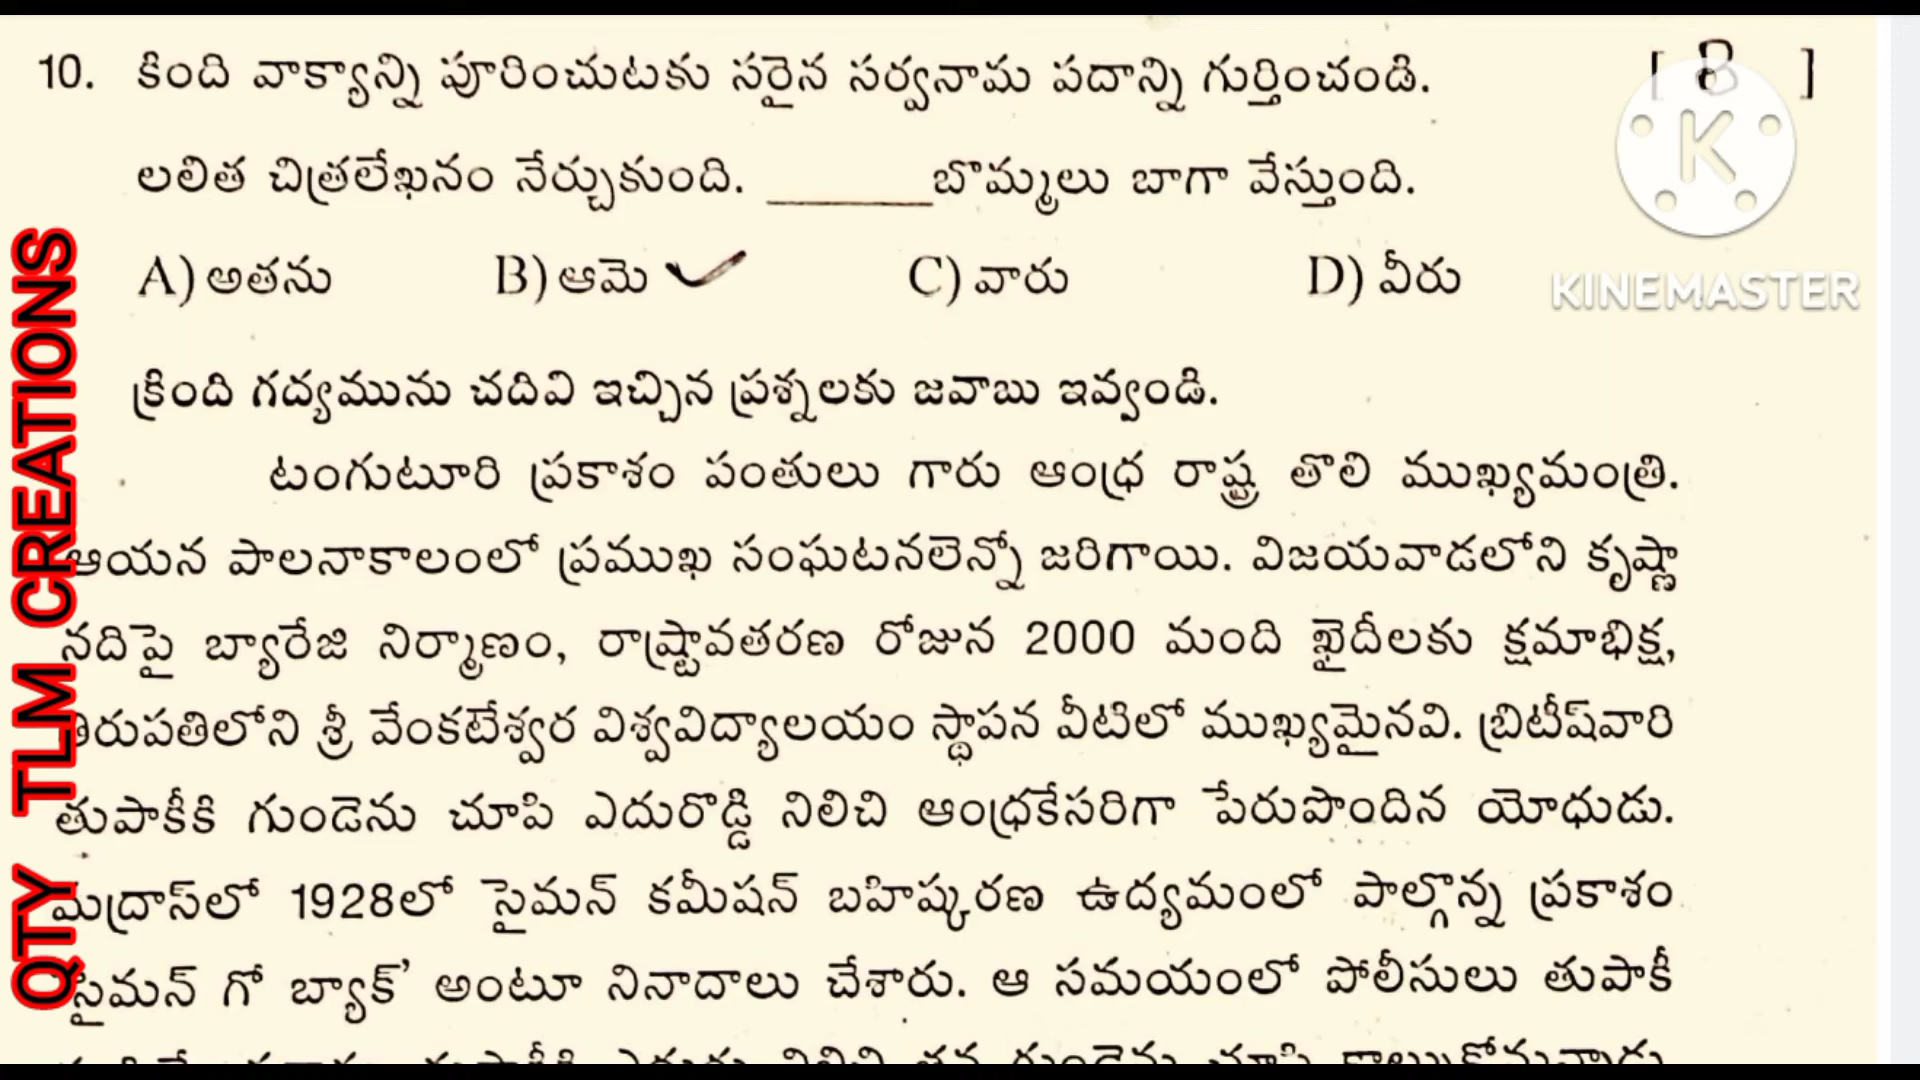 10. కింది వాక్యాన్ని పూరించుటకు సరైన సర్వనామ పదాన్ని గుర్తించండి. [ B ]
లలిత చిత్రలేఖనం నేర్చుకుంది. ______ బొమ్మలు బాగా వేస్తుంది.
A) అతను B) ఆమె ✓ C) వారు D) వీరు
క్రింది గద్యమును చదివి ఇచ్చిన ప్రశ్నలకు జవాబు ఇవ్వండి.
టంగుటూరి ప్రకాశం పంతులు గారు ఆంధ్ర రాష్ట్ర తొలి ముఖ్యమంత్రి.
ఆయన పాలనాకాలంలో ప్రముఖ సంఘటనలెన్నో జరిగాయి. విజయవాడలోని కృష్ణా
నదిపై బ్యారేజి నిర్మాణం, రాష్ట్రావతరణ రోజున 2000 మంది ఖైదీలకు క్షమాభిక్ష,
తిరుపతిలోని శ్రీ వేంకటేశ్వర విశ్వవిద్యాలయం స్థాపన వీటిలో ముఖ్యమైనవి. బ్రిటీష్‌వారి
తుపాకీకి గుండెను చూపి ఎదురొడ్డి నిలిచి ఆంధ్రకేసరిగా పేరుపొందిన యోధుడు.
మద్రాస్‌లో 1928లో సైమన్ కమీషన్ బహిష్కరణ ఉద్యమంలో పాల్గొన్న ప్రకాశం
సైమన్ గో బ్యాక్' అంటూ నినాదాలు చేశారు. ఆ సమయంలో పోలీసులు తుపాకీ
QTY TLM CREATIONS
K
KINEMASTER